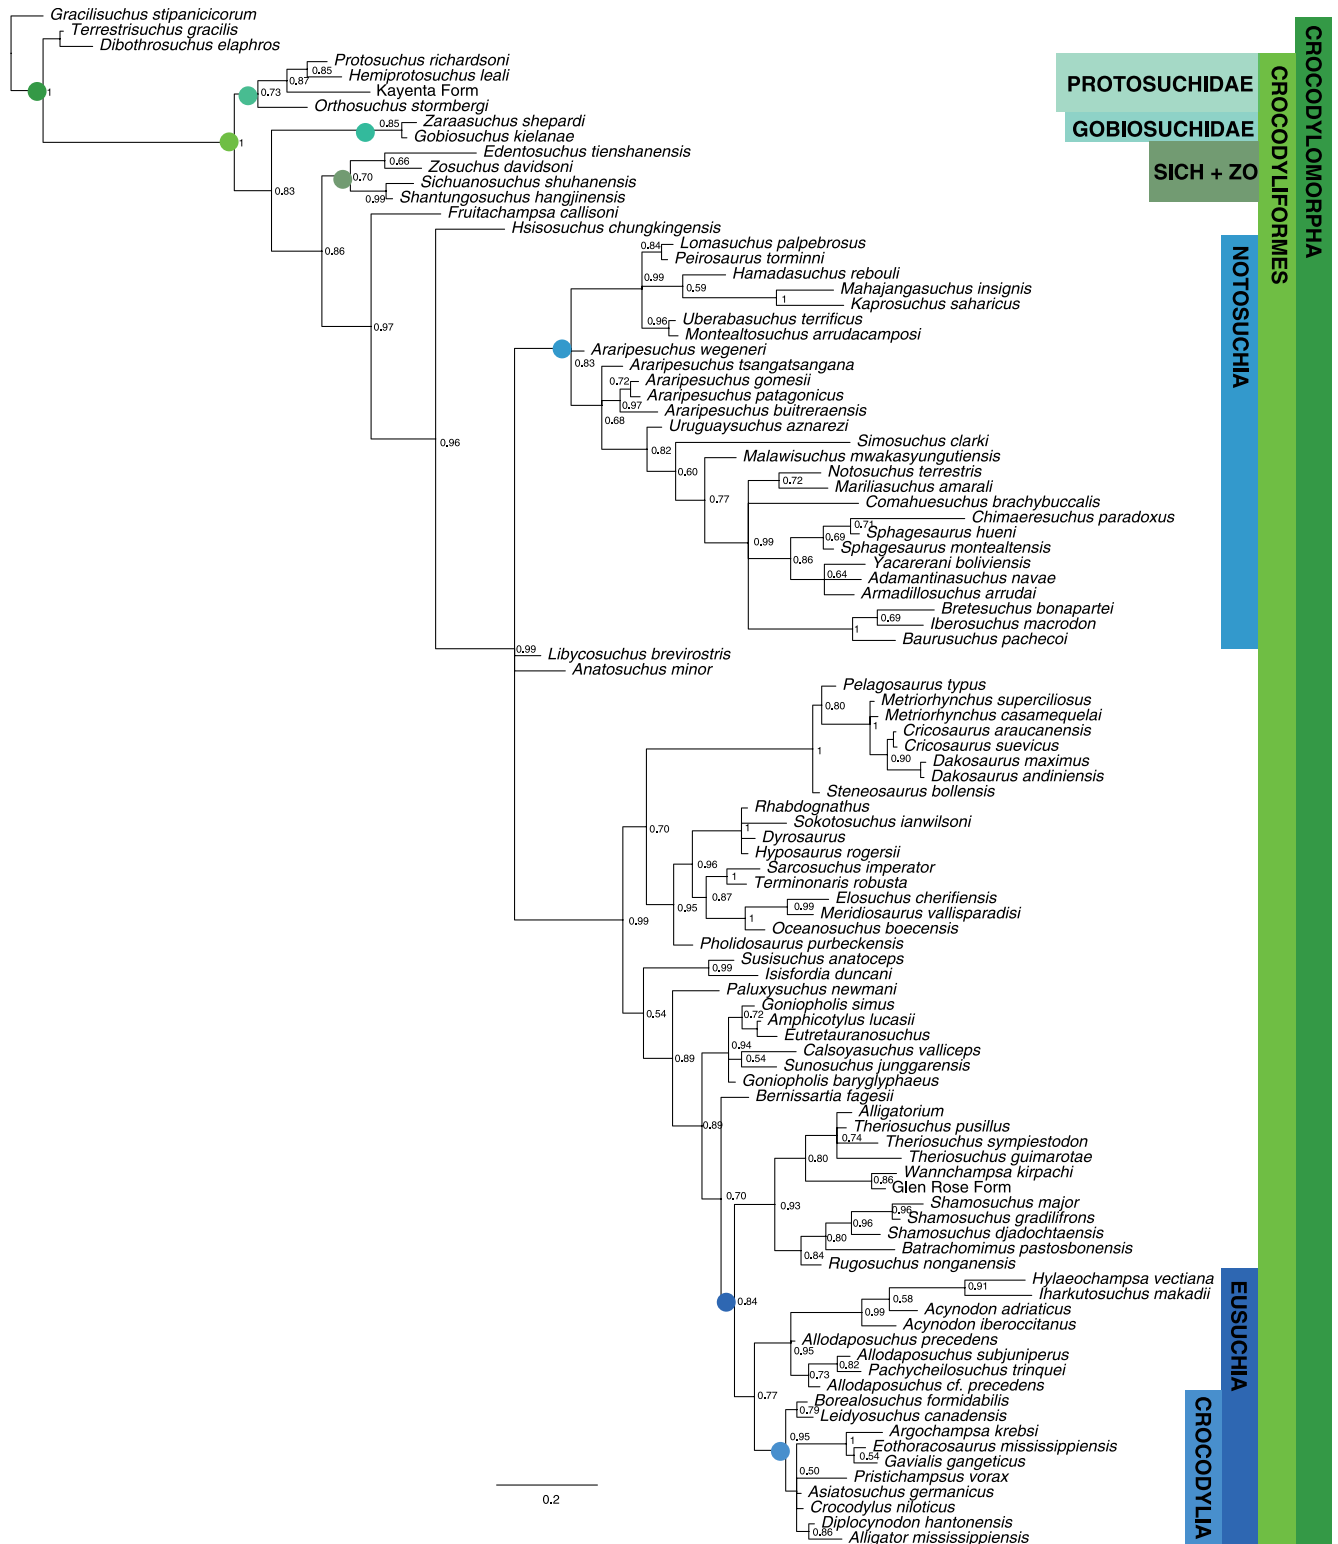 Gracilisuchus stipanicicorum
Terrestrisuchus gracilis
Dibothrosuchus elaphros
1
Protosuchus richardsoni
0.85
Hemiprotosuchus leali
0.87
Kayenta Form
0.73
Orthosuchus stormbergi
1
Zaraasuchus shepardi
0.85
Gobiosuchus kielanae
Edentosuchus tienshanensis
0.66
Zosuchus davidsoni
0.70
Sichuanosuchus shuhanensis
0.83
0.99
Shantungosuchus hangjinensis
Fruitachampsa callisoni
Hsisosuchus chungkingensis
0.86
Lomasuchus palpebrosus
0.84
Peirosaurus torminni
Hamadasuchus rebouli
0.99
0.59
Mahajangasuchus insignis
1
Kaprosuchus saharicus
Uberabasuchus terrificus
0.96
0.97
Montealtosuchus arrudacamposi
Araripesuchus wegeneri
0.83
Araripesuchus tsangatsangana
0.72
Araripesuchus gomesii
Araripesuchus patagonicus
0.97
Araripesuchus buitreraensis
0.68
Uruguaysuchus aznarezi
0.96
Simosuchus clarki
0.82
Malawisuchus mwakasyungutiensis
0.60
Notosuchus terrestris
0.72
Mariliasuchus amarali
0.77
Comahuesuchus brachybuccalis
Chimaeresuchus paradoxus
0.71
Sphagesaurus hueni
0.69
0.99
Sphagesaurus montealtensis
0.86
Yacarerani boliviensis
0.64
Adamantinasuchus navae
Armadillosuchus arrudai
Bretesuchus bonapartei
0.69
Iberosuchus macrodon
1
Baurusuchus pachecoi
0.99
Libycosuchus brevirostris
Anatosuchus minor
Pelagosaurus typus
0.80
Metriorhynchus superciliosus
Metriorhynchus casamequelai
1
Cricosaurus araucanensis
Cricosaurus suevicus
1
0.90
Dakosaurus maximus
Dakosaurus andiniensis
Steneosaurus bollensis
Rhabdognathus
0.70
1
Sokotosuchus ianwilsoni
Dyrosaurus
Hyposaurus rogersii
0.96
Sarcosuchus imperator
1
Terminonaris robusta
0.87
Elosuchus cherifiensis
0.95
0.99
Meridiosaurus vallisparadisi
0.99
1
Oceanosuchus boecensis
Pholidosaurus purbeckensis
Susisuchus anatoceps
0.99
Isisfordia duncani
Paluxysuchus newmani
0.54
Goniopholis simus
0.72
Amphicotylus lucasii
Eutretauranosuchus
0.94
Calsoyasuchus valliceps
0.89
0.54
Sunosuchus junggarensis
Goniopholis baryglyphaeus
Bernissartia fagesii
0.89
Alligatorium
Theriosuchus pusillus
0.74
Theriosuchus sympiestodon
0.80
Theriosuchus guimarotae
Wannchampsa kirpachi
0.86
Glen Rose Form
0.70
0.93
Shamosuchus major
0.96
Shamosuchus gradilifrons
0.96
Shamosuchus djadochtaensis
0.80
Batrachomimus pastosbonensis
0.84
Rugosuchus nonganensis
Hylaeochampsa vectiana
0.91
0.84
0.58
Iharkutosuchus makadii
0.99
Acynodon adriaticus
Acynodon iberoccitanus
Allodaposuchus precedens
0.95
Allodaposuchus subjuniperus
0.82
0.73
Pachycheilosuchus trinquei
Allodaposuchus cf. precedens
0.77
Borealosuchus formidabilis
0.79
Leidyosuchus canadensis
0.95
Argochampsa krebsi
1
Eothoracosaurus mississippiensis
0.54
Gavialis gangeticus
0.50
Pristichampsus vorax
Asiatosuchus germanicus
Crocodylus niloticus
Diplocynodon hantonensis
0.86
Alligator mississippiensis
0.2
PROTOSUCHIDAE
GOBIOSUCHIDAE
SICH + ZO
NOTOSUCHIA
CROCODYLIFORMES
CROCODYLOMORPHA
EUSUCHIA
CROCODYLIA